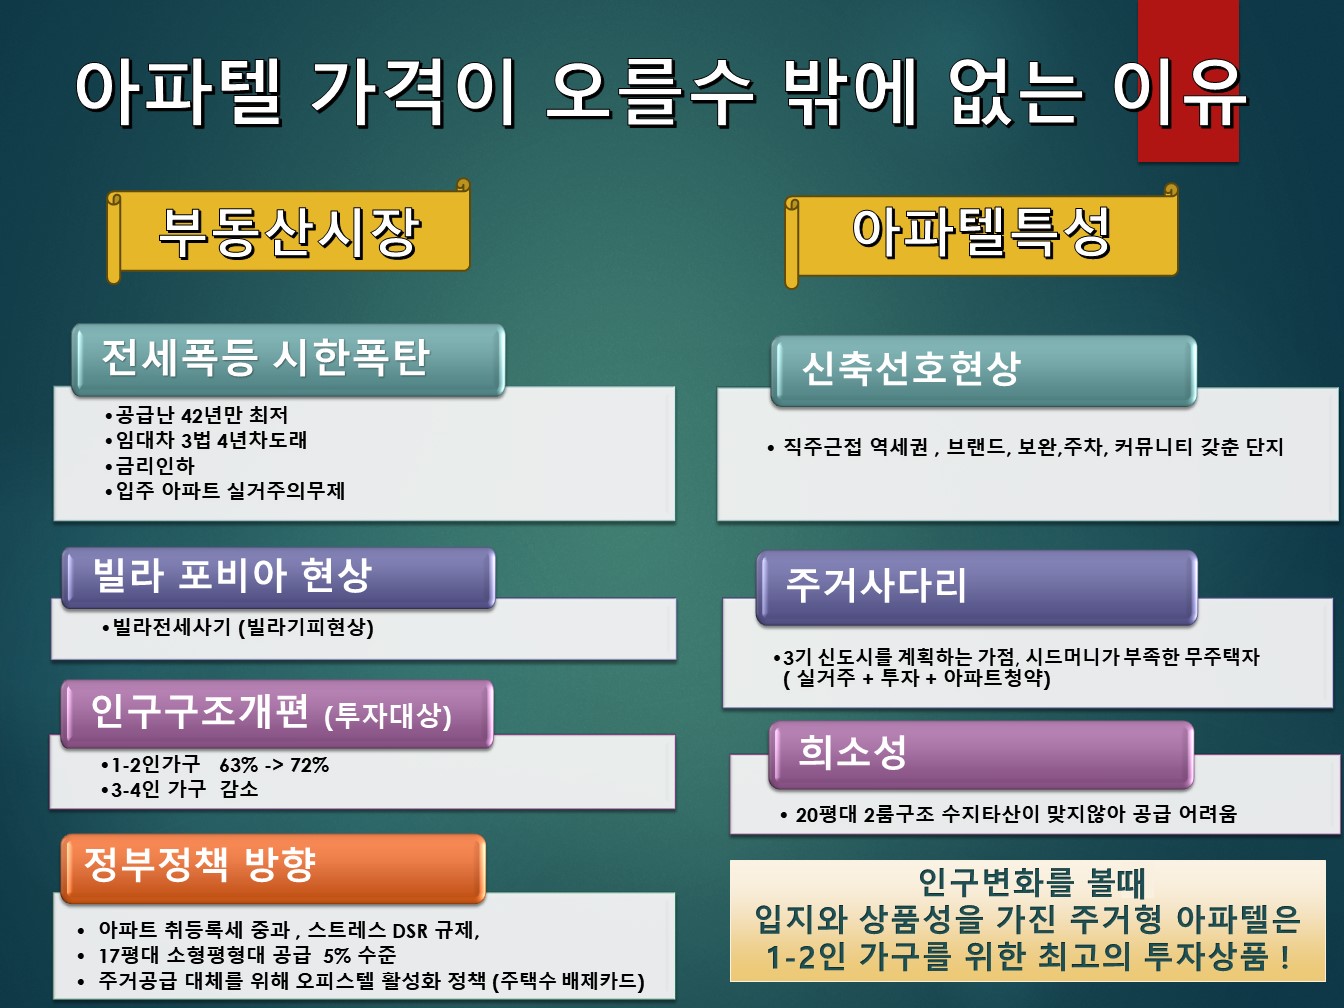 아파텔 가격이 오를수 밖에 없는 이유
부동산시장
전세폭등 시한폭탄
•공급난 42년만 최저
•임대차 3법 4년차도래
•금리인하
•입주 아파트 실거주의무제
빌라 포비아 현상
•빌라전세사기 (빌라기피현상)
인구구조개편 (투자대상)
•1-2인가구 63% -> 72%
•3-4인 가구 감소
정부정책 방향
• 아파트 취등록세 중과 , 스트레스 DSR 규제,
• 17평대 소형평형대 공급 5% 수준
• 주거공급 대체를 위해 오피스텔 활성화 정책 (주택수 배제카드)
아파텔특성
신축선호현상
• 직주근접 역세권 , 브랜드, 보완,주차, 커뮤니티 갖춘 단지
주거사다리
•3기 신도시를 계획하는 가점, 시드머니가 부족한 무주택자
( 실거주 + 투자 + 아파트청약)
희소성
• 20평대 2룸구조 수지타산이 맞지않아 공급 어려움
인구변화를 볼때
입지와 상품성을 가진 주거형 아파텔은
1-2인 가구를 위한 최고의 투자상품 !